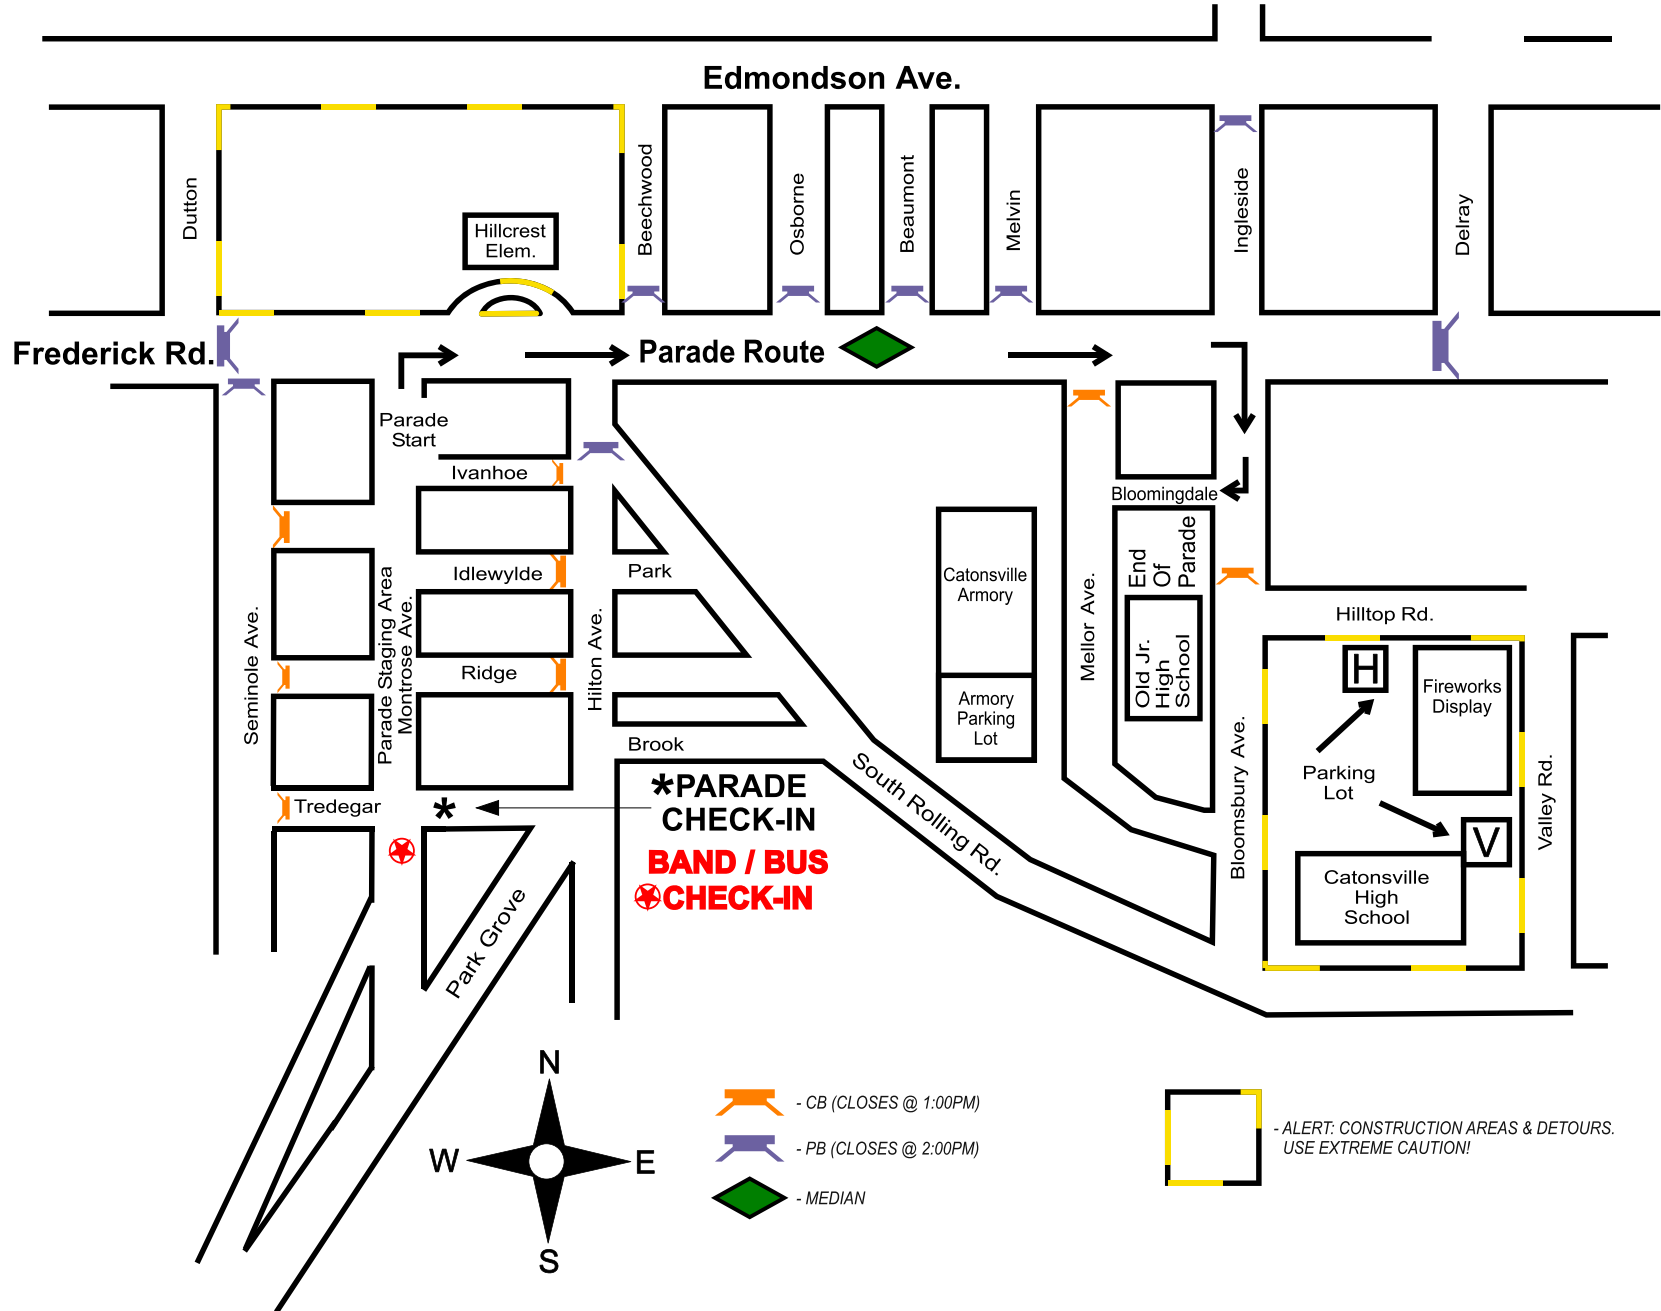 Edmondson Ave.
Dutton
Beechwood
Osborne
Beaumont
Melvin
Ingleside
Delray
Hillcrest
Elem.
Frederick Rd.
Parade Route
Parade
Start
Ivanhoe
Bloomingdale
Idlewylde
Park
Ridge
Brook
Tredegar
Seminole Ave.
Parade Staging Area
Montrose Ave.
Hilton Ave.
Catonsville
Armory
Armory
Parking
Lot
Mellor Ave.
End
Of
Parade
Old Jr.
High
School
Hilltop Rd.
H
Fireworks
Display
Parking
Lot
V
Catonsville
High
School
Bloomsbury Ave.
Valley Rd.
South Rolling Rd.
Park Grove
*
*PARADE
CHECK-IN
BAND / BUS
CHECK-IN
N
W
E
S
- CB (CLOSES @ 1:00PM)
- PB (CLOSES @ 2:00PM)
- MEDIAN
- ALERT: CONSTRUCTION AREAS & DETOURS.
USE EXTREME CAUTION!